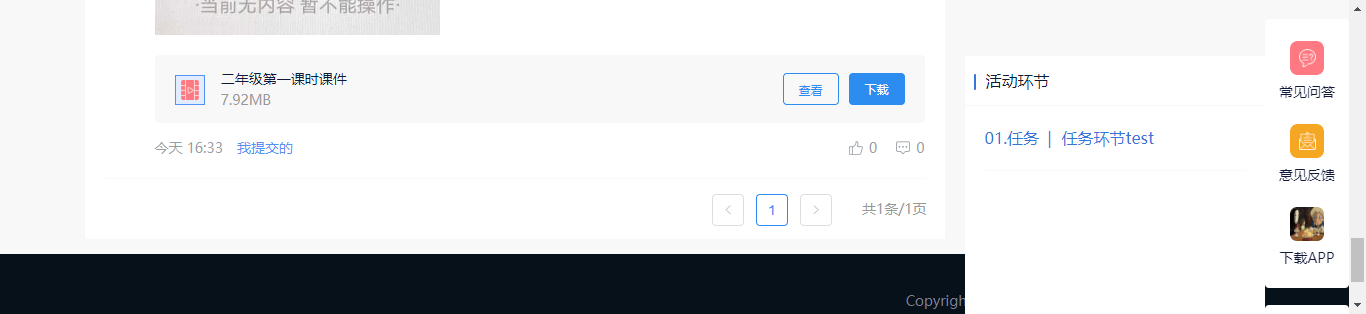 ·当前无内容 暂不能操作·
二年级第一课时课件
7.92MB
查看
下载
今天 16:33 我提交的
0
0
1
共1条/1页
活动环节
01.任务 | 任务环节test
常见问答
意见反馈
下载APP
Copyrigh